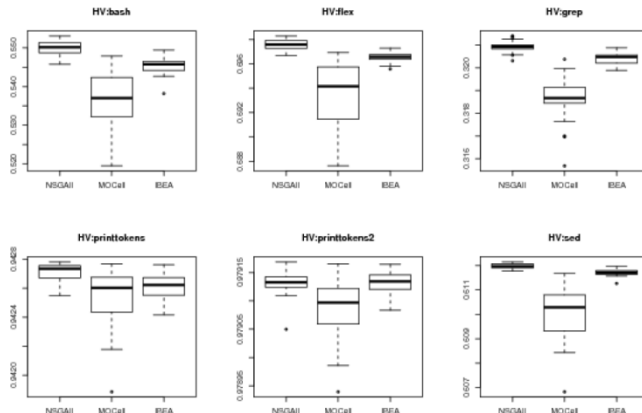 HV:bash
0.550
0.540
0.530
0.520
NSGAII
MOCell
IBEA
HV:flex
0.696
0.692
0.688
NSGAII
MOCell
IBEA
HV:grep
0.320
0.318
0.316
NSGAII
MOCell
IBEA
HV:printtokens
0.9428
0.9424
0.9420
NSGAII
MOCell
IBEA
HV:printtokens2
0.97915
0.97905
0.97895
NSGAII
MOCell
IBEA
HV:sed
0.611
0.609
0.607
NSGAII
MOCell
IBEA